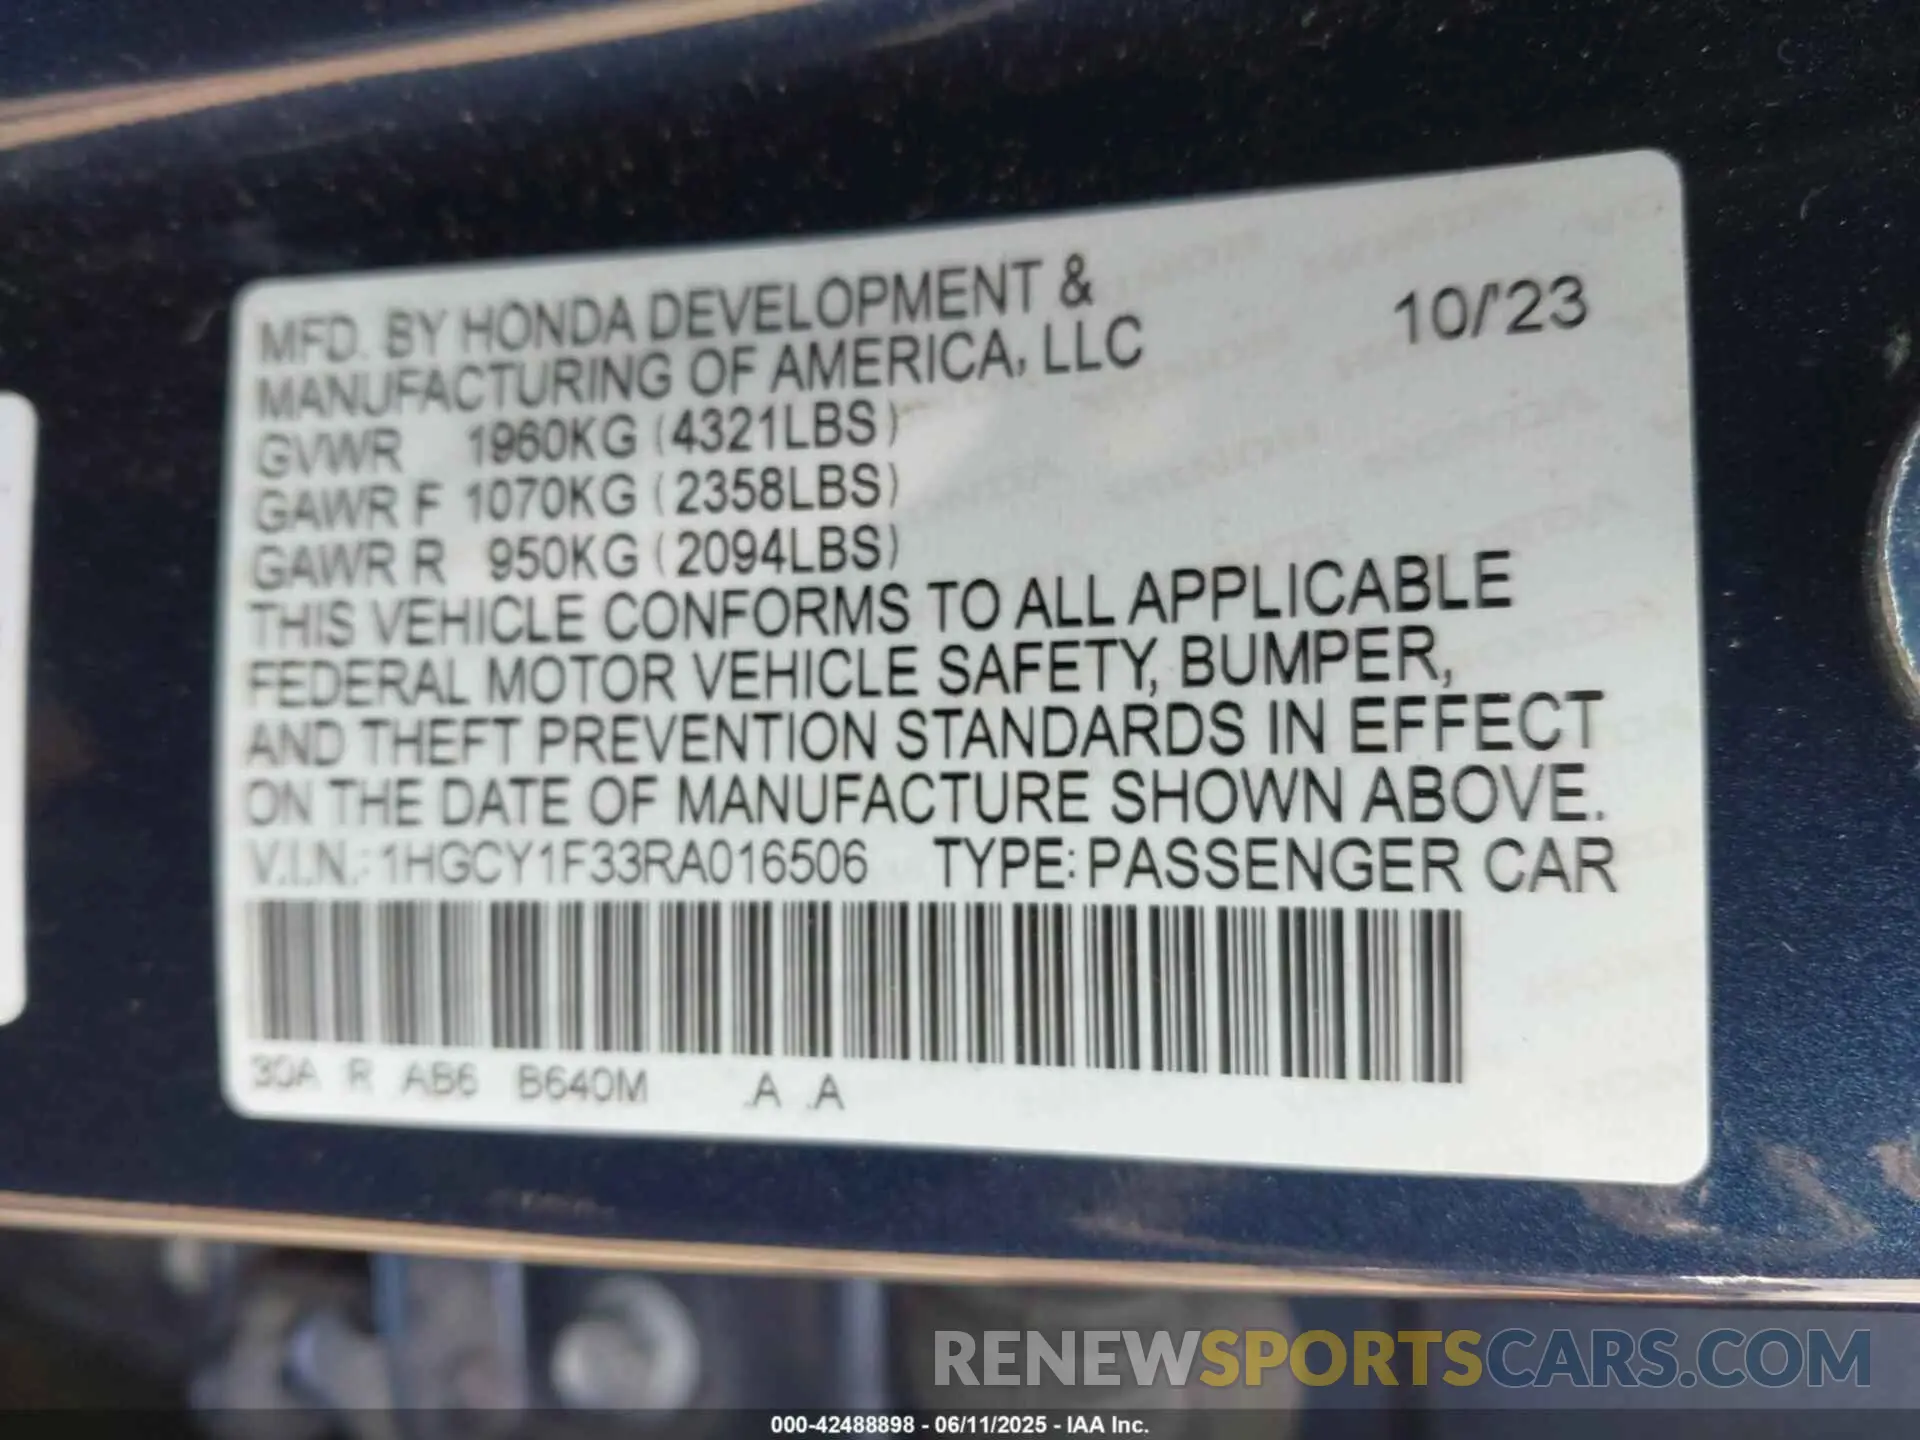 MFD. BY HONDA DEVELOPMENT & 10/'23
MANUFACTURING OF AMERICA, LLC
GVWR 1960KG (4321LBS)
GAWR F 1070KG (2358LBS)
GAWR R 950KG (2094LBS)
THIS VEHICLE CONFORMS TO ALL APPLICABLE
FEDERAL MOTOR VEHICLE SAFETY, BUMPER,
AND THEFT PREVENTION STANDARDS IN EFFECT
ON THE DATE OF MANUFACTURE SHOWN ABOVE.
V.I.N.: 1HGCY1F33RA016506 TYPE: PASSENGER CAR
30A R AB6 B640M .A .A
RENEWSPORTSCARS.COM
000-42488898 - 06/11/2025 - IAA Inc.